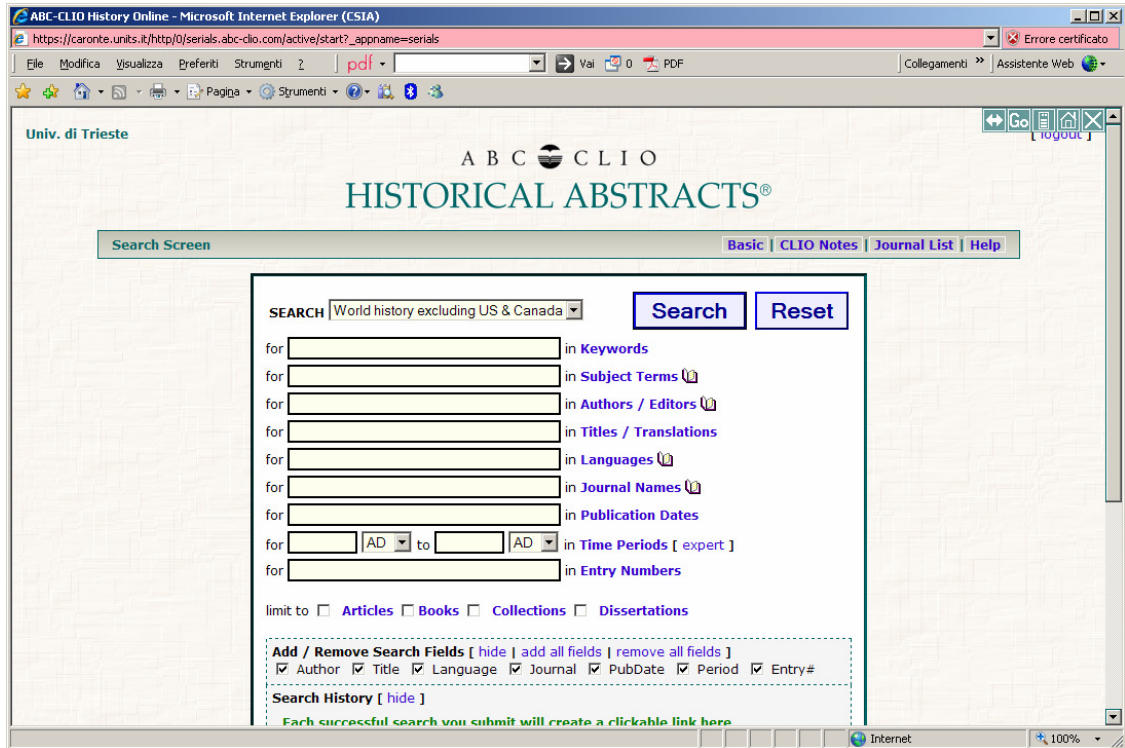 ABC-CLIO History Online - Microsoft Internet Explorer (CSIA)
https://caronte.units.it/http/0/serials.abc-clio.com/active/start?_appname=serials Errore certificato
File Modifica Visualizza Preferiti Strumenti ? pdf Vai 0 PDF Collegamenti » Assistente Web
Pagina Strumenti
Univ. di Trieste Go [ logout ]
ABC CLIO
HISTORICAL ABSTRACTS®
Search Screen Basic | CLIO Notes | Journal List | Help
SEARCH World history excluding US & Canada Search Reset
for in Keywords
for in Subject Terms
for in Authors / Editors
for in Titles / Translations
for in Languages
for in Journal Names
for in Publication Dates
for AD to AD in Time Periods [ expert ]
for in Entry Numbers
limit to Articles Books Collections Dissertations
Add / Remove Search Fields [ hide | add all fields | remove all fields ]
Author Title Language Journal PubDate Period Entry#
Search History [ hide ]
Each successful search you submit will create a clickable link here
Internet 100%